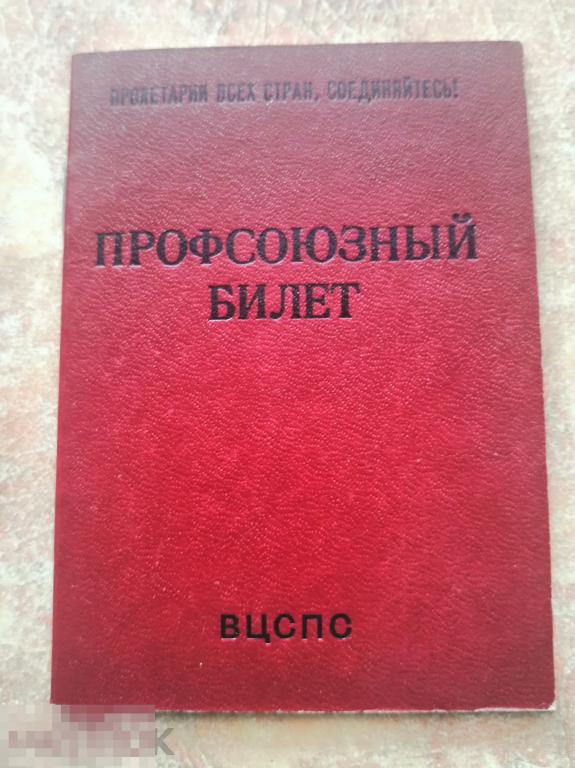 ПРОЛЕТАРИИ ВСЕХ СТРАН, СОЕДИНЯЙТЕСЬ!
ПРОФСОЮЗНЫЙ
БИЛЕТ
ВЦСПС